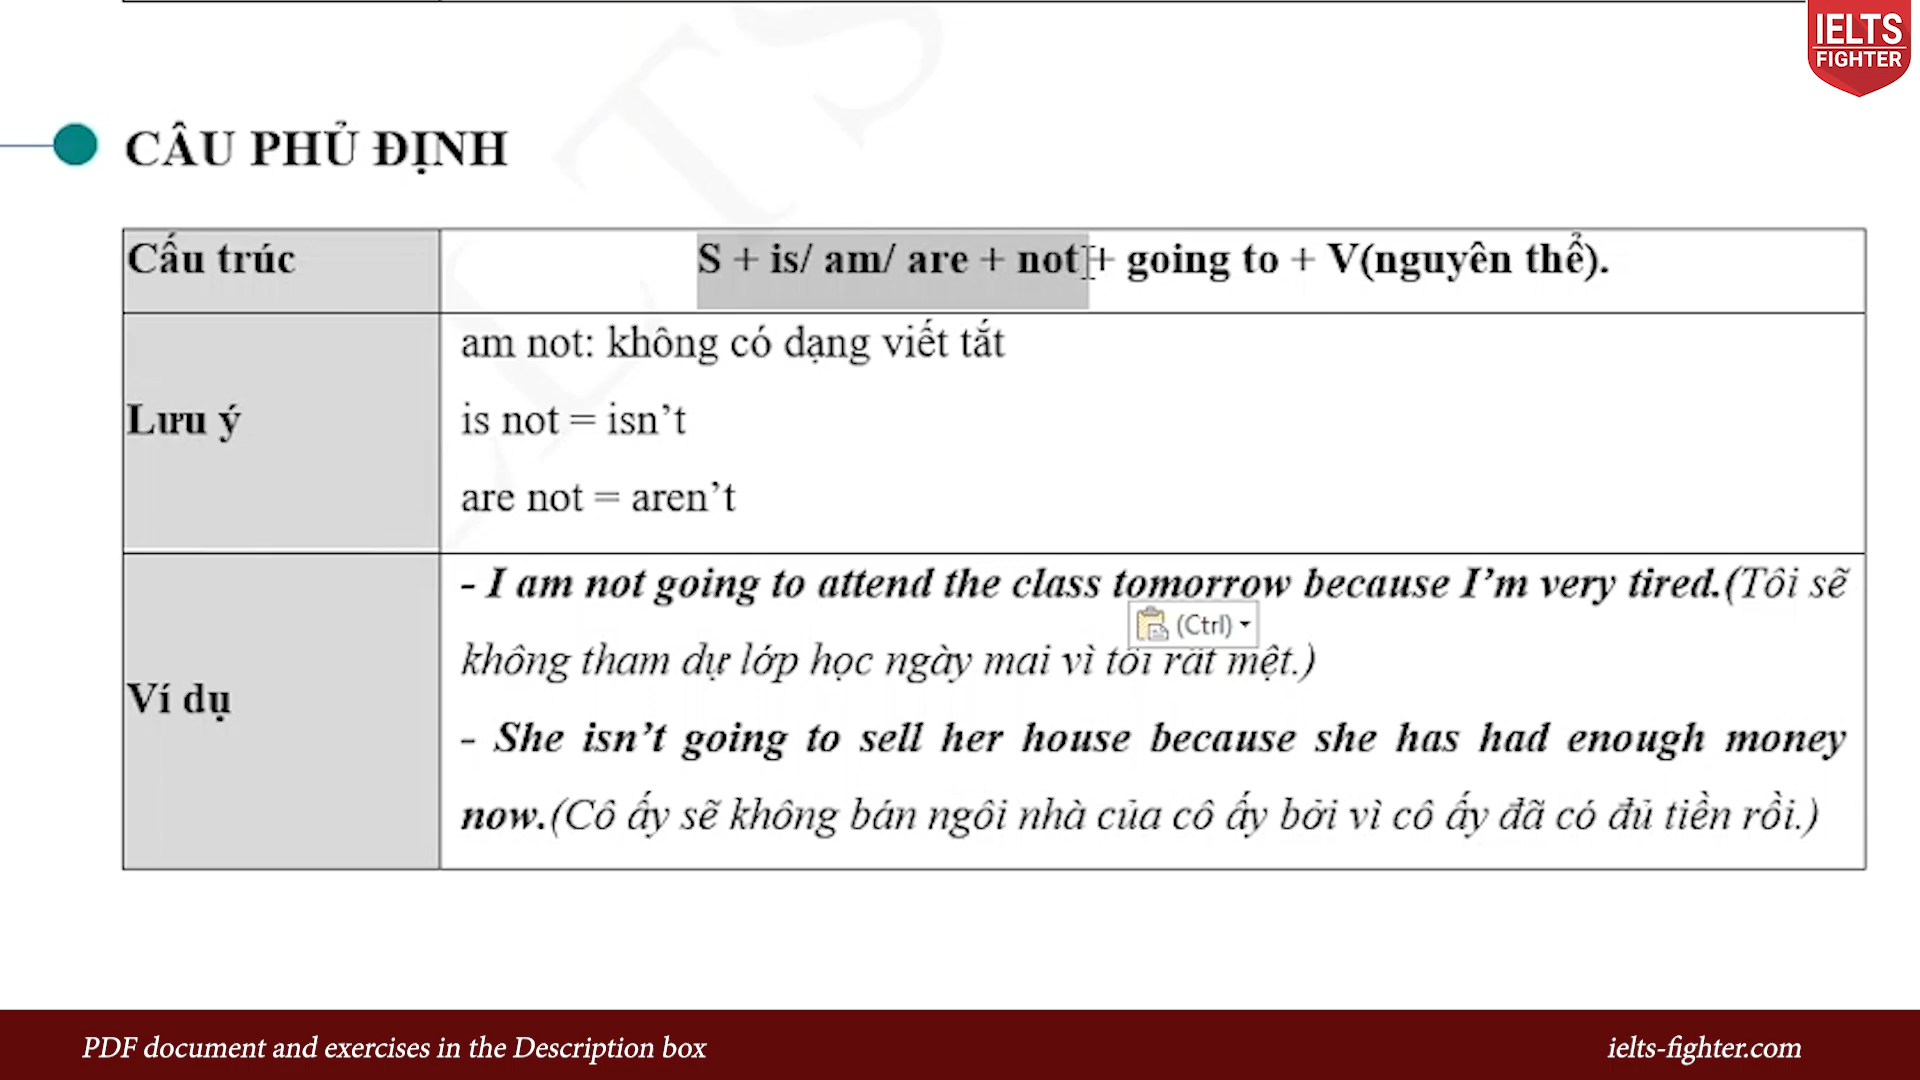 IELTS
FIGHTER
CÂU PHỦ ĐỊNH
Cấu trúc
S + is/ am/ are + not + going to + V(nguyên thể).
Lưu ý
am not: không có dạng viết tắt
is not = isn’t
are not = aren’t
Ví dụ
- I am not going to attend the class tomorrow because I’m very tired.(Tôi sẽ
(Ctrl)
không tham dự lớp học ngày mai vì tôi rất mệt.)
- She isn’t going to sell her house because she has had enough money
now.(Cô ấy sẽ không bán ngôi nhà của cô ấy bởi vì cô ấy đã có đủ tiền rồi.)
PDF document and exercises in the Description box
ielts-fighter.com